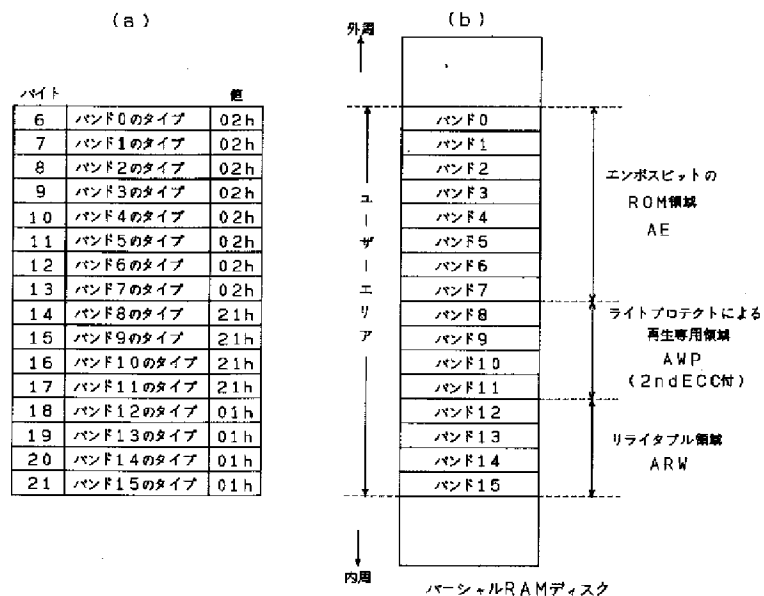 (a)
バイト 値
6 バンド0のタイプ 02h
7 バンド1のタイプ 02h
8 バンド2のタイプ 02h
9 バンド3のタイプ 02h
10 バンド4のタイプ 02h
11 バンド5のタイプ 02h
12 バンド6のタイプ 02h
13 バンド7のタイプ 02h
14 バンド8のタイプ 21h
15 バンド9のタイプ 21h
16 バンド10のタイプ 21h
17 バンド11のタイプ 21h
18 バンド12のタイプ 01h
19 バンド13のタイプ 01h
20 バンド14のタイプ 01h
21 バンド15のタイプ 01h
(b)
外周
ユーザーエリア
内周
バンド0
バンド1
バンド2
バンド3
バンド4
バンド5
バンド6
バンド7
バンド8
バンド9
バンド10
バンド11
バンド12
バンド13
バンド14
バンド15
エンボスピットの
ROM領域
AE
ライトプロテクトによる
再生専用領域
AWP
(2ndECC付)
リライタブル領域
ARW
パーシャルRAMディスク